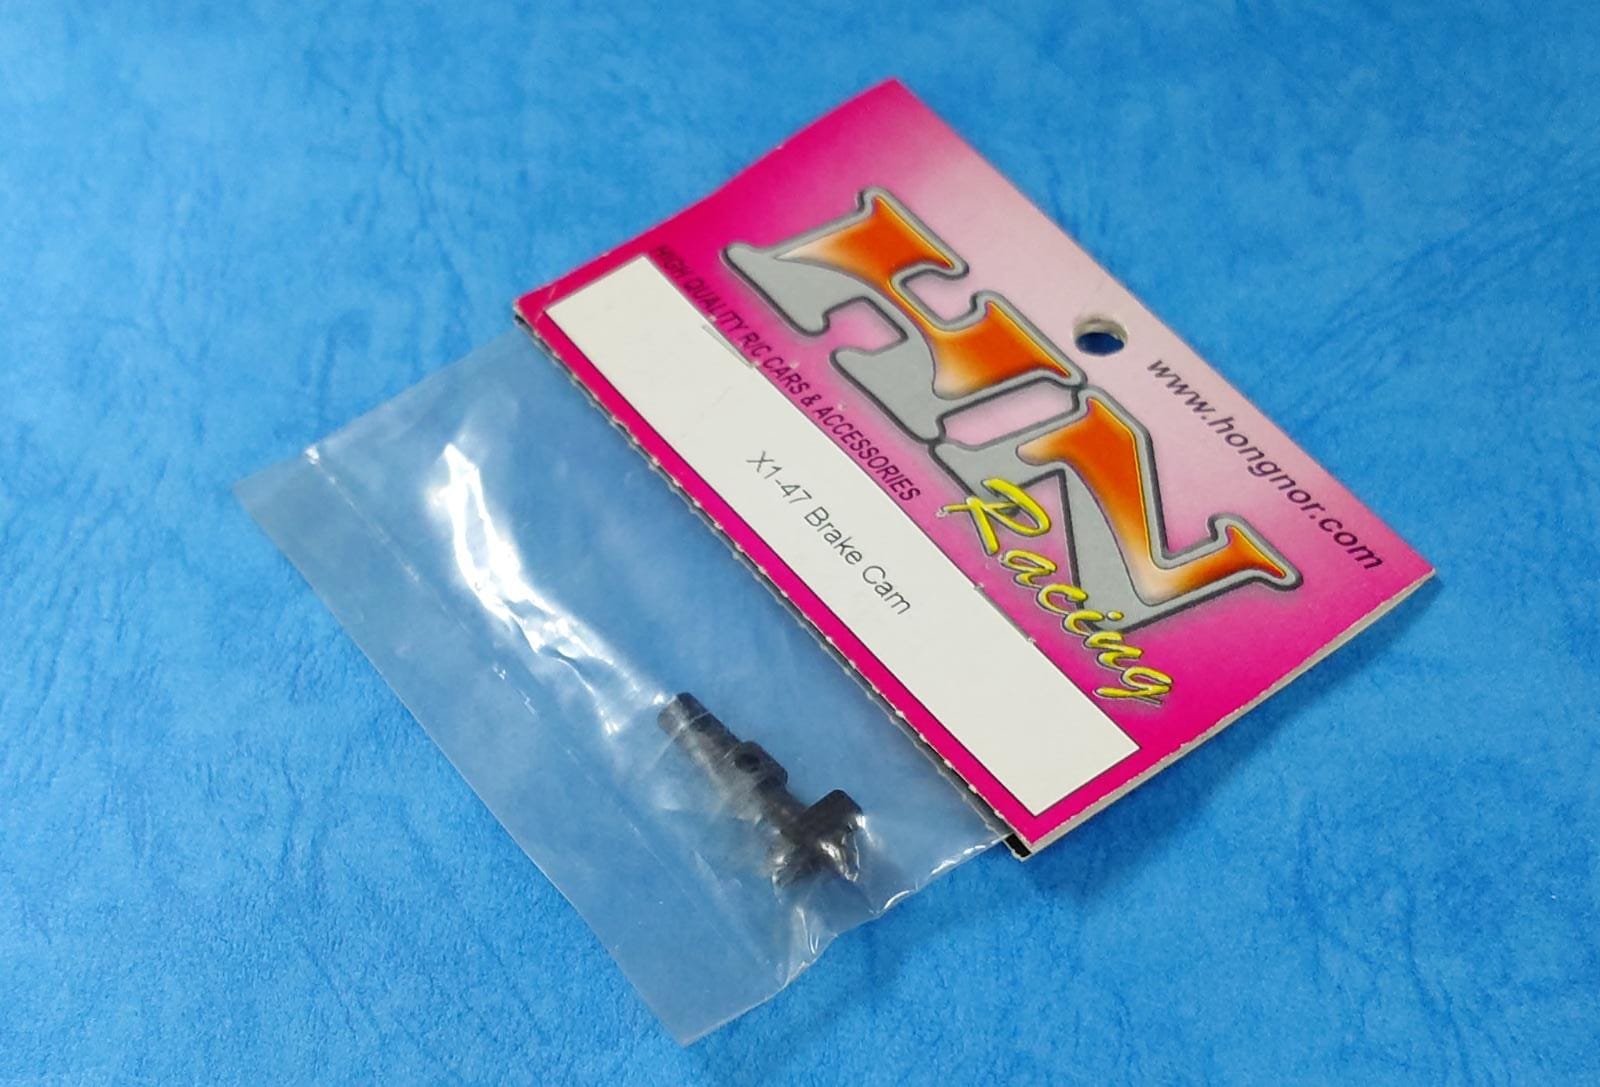 www.hongnor.com
HN
Racing
HIGH QUALITY R/C CARS & ACCESSORIES
X1-47 Brake Cam